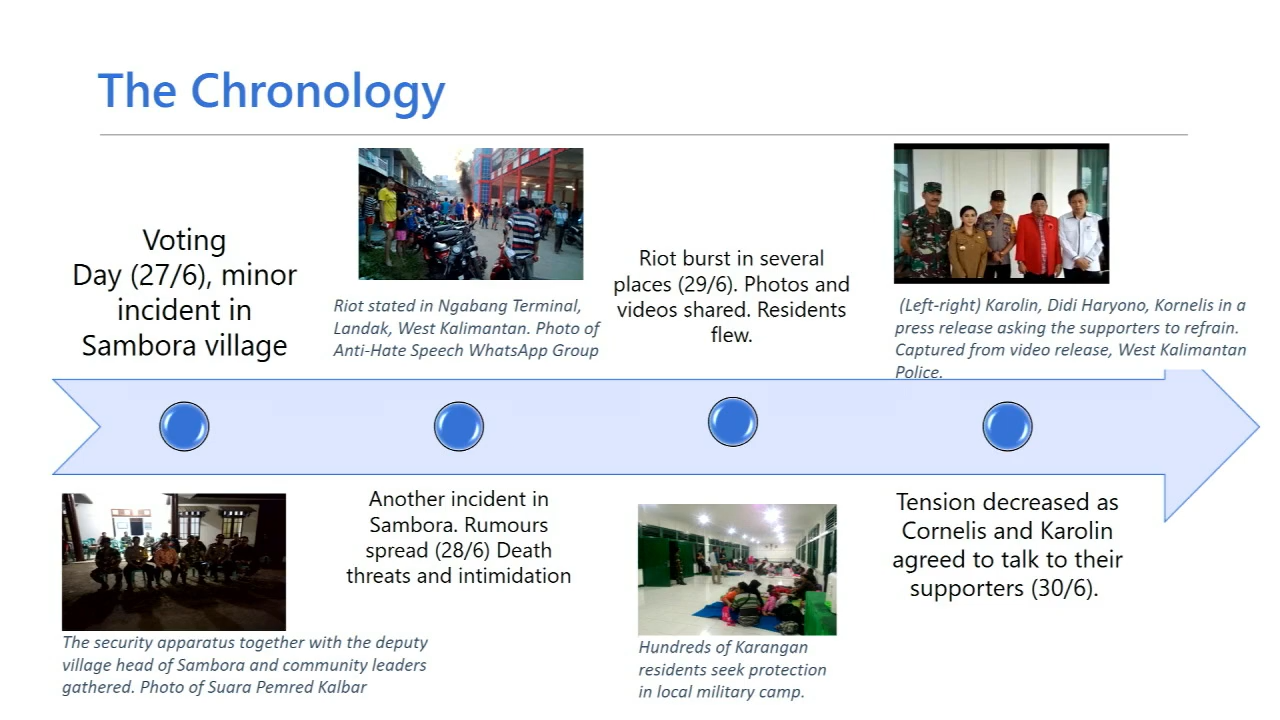 The Chronology
Voting
Day (27/6), minor
incident in
Sambora village
Riot stated in Ngabang Terminal,
Landak, West Kalimantan. Photo of
Anti-Hate Speech WhatsApp Group
Riot burst in several
places (29/6). Photos and
videos shared. Residents
flew.
(Left-right) Karolin, Didi Haryono, Kornelis in a
press release asking the supporters to refrain.
Captured from video release, West Kalimantan
Police.
The security apparatus together with the deputy
village head of Sambora and community leaders
gathered. Photo of Suara Pemred Kalbar
Another incident in
Sambora. Rumours
spread (28/6) Death
threats and intimidation
Hundreds of Karangan
residents seek protection
in local military camp.
Tension decreased as
Cornelis and Karolin
agreed to talk to their
supporters (30/6).